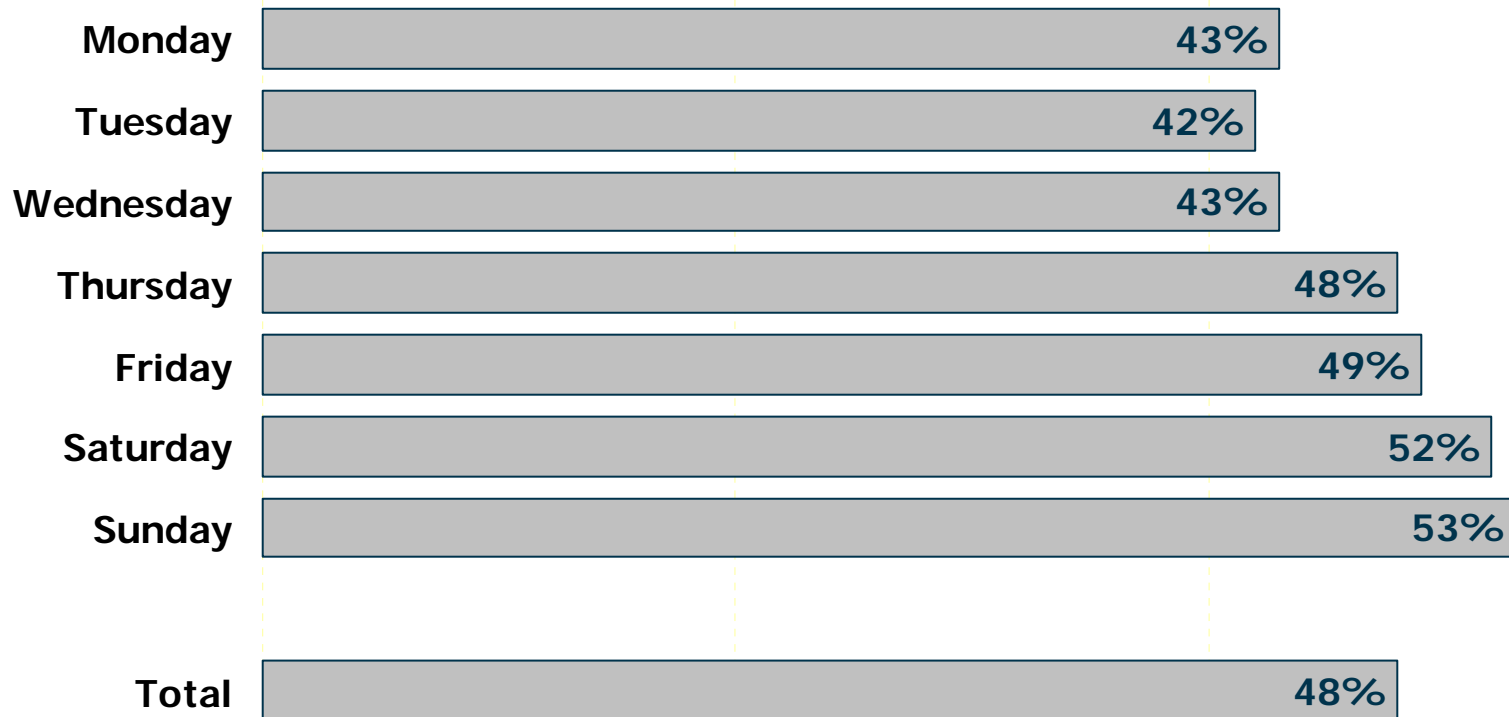 Monday 43%
Tuesday 42%
Wednesday 43%
Thursday 48%
Friday 49%
Saturday 52%
Sunday 53%
Total 48%